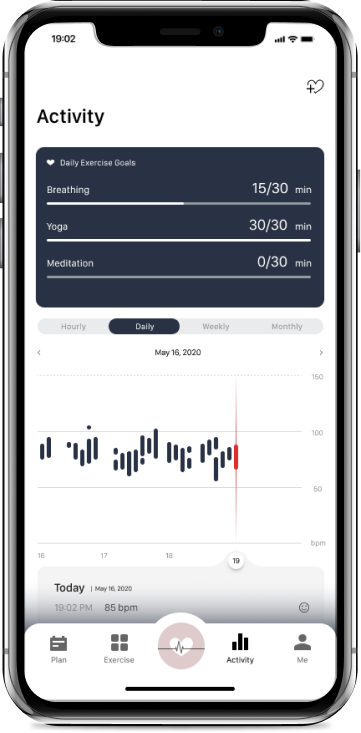 19:02
Activity
Daily Exercise Goals
Breathing 15/30 min
Yoga 30/30 min
Meditation 0/30 min
Hourly Daily Weekly Monthly
< May 16, 2020 >
150
100
50
bpm
16 17 18 19
Today | May 16, 2020
19:02 PM 85 bpm
Plan Exercise Activity Me